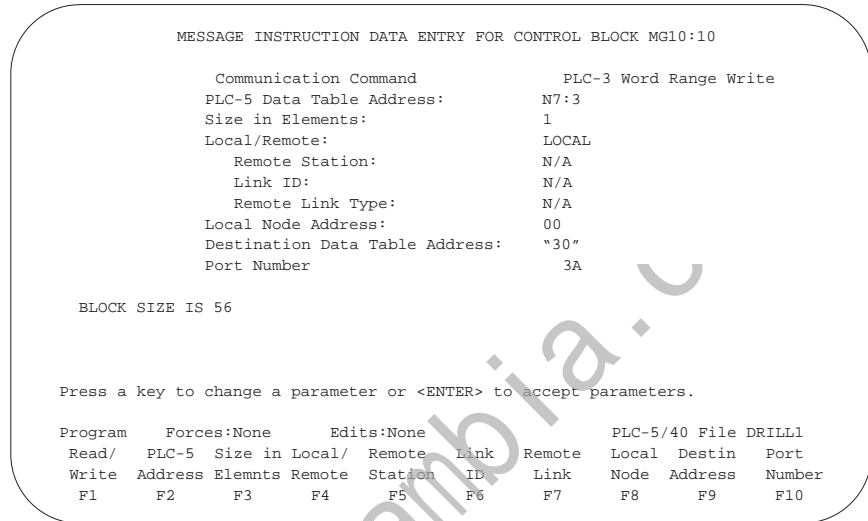 MESSAGE INSTRUCTION DATA ENTRY FOR CONTROL BLOCK MG10:10
Communication Command PLC-3 Word Range Write
PLC-5 Data Table Address: N7:3
Size in Elements: 1
Local/Remote: LOCAL
Remote Station: N/A
Link ID: N/A
Remote Link Type: N/A
Local Node Address: 00
Destination Data Table Address: “30”
Port Number 3A
BLOCK SIZE IS 56
Press a key to change a parameter or <ENTER> to accept parameters.
Program Forces:None Edits:None PLC-5/40 File DRILL1
Read/ PLC-5 Size in Local/ Remote Link Remote Local Destin Port
Write Address Elemnts Remote Station ID Link Node Address Number
F1 F2 F3 F4 F5 F6 F7 F8 F9 F10